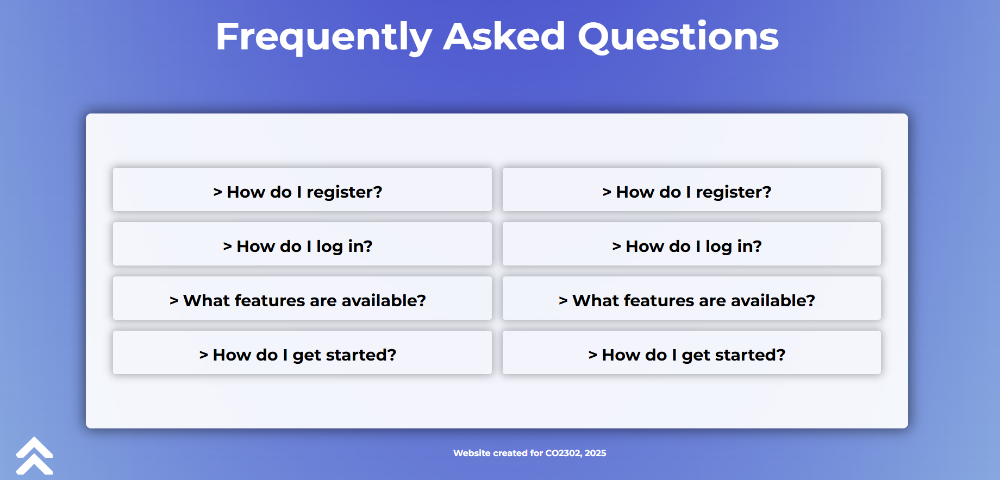 Frequently Asked Questions
> How do I register?
> How do I register?
> How do I log in?
> How do I log in?
> What features are available?
> What features are available?
> How do I get started?
> How do I get started?
Website created for CO2302, 2025